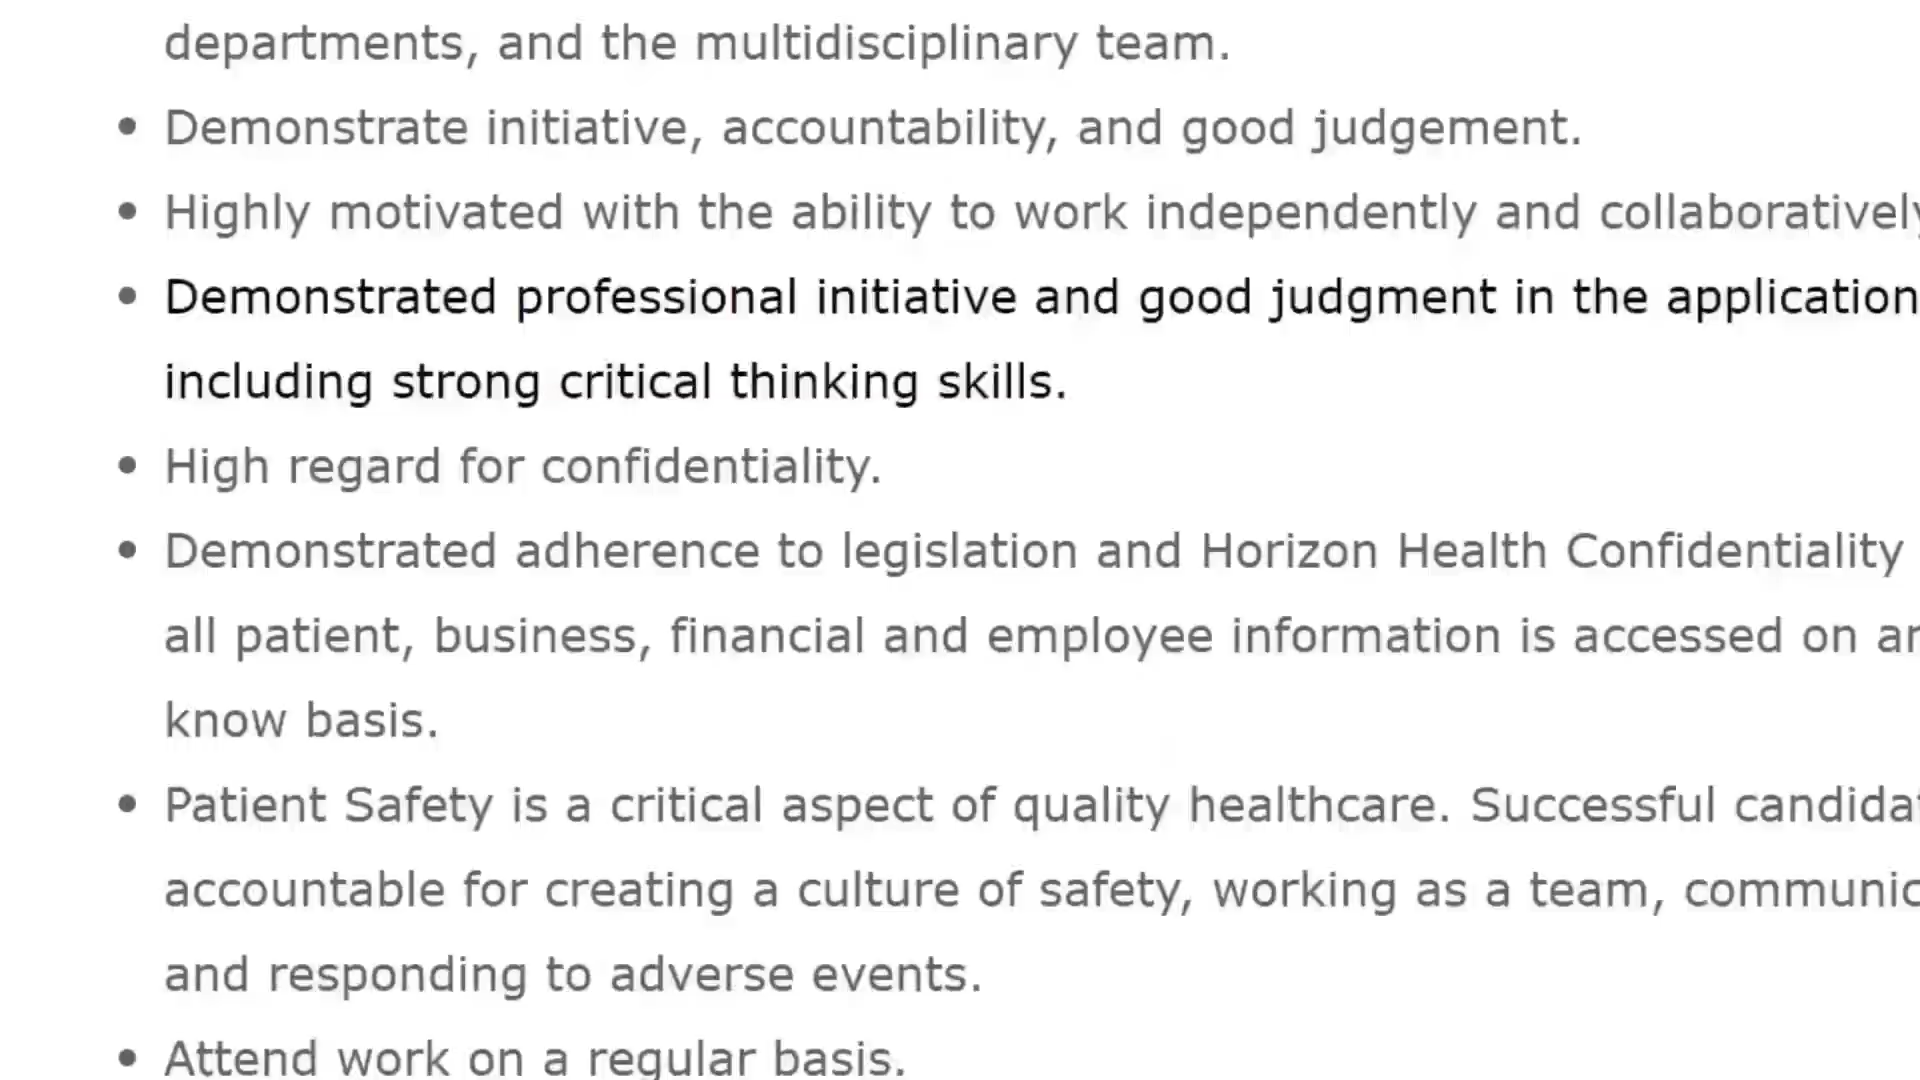 departments, and the multidisciplinary team.
• Demonstrate initiative, accountability, and good judgement.
• Highly motivated with the ability to work independently and collaboratively
• Demonstrated professional initiative and good judgment in the application
including strong critical thinking skills.
• High regard for confidentiality.
• Demonstrated adherence to legislation and Horizon Health Confidentiality
all patient, business, financial and employee information is accessed on
know basis.
• Patient Safety is a critical aspect of quality healthcare. Successful
accountable for creating a culture of safety, working as a team,
and responding to adverse events.
• Attend work on a regular basis.